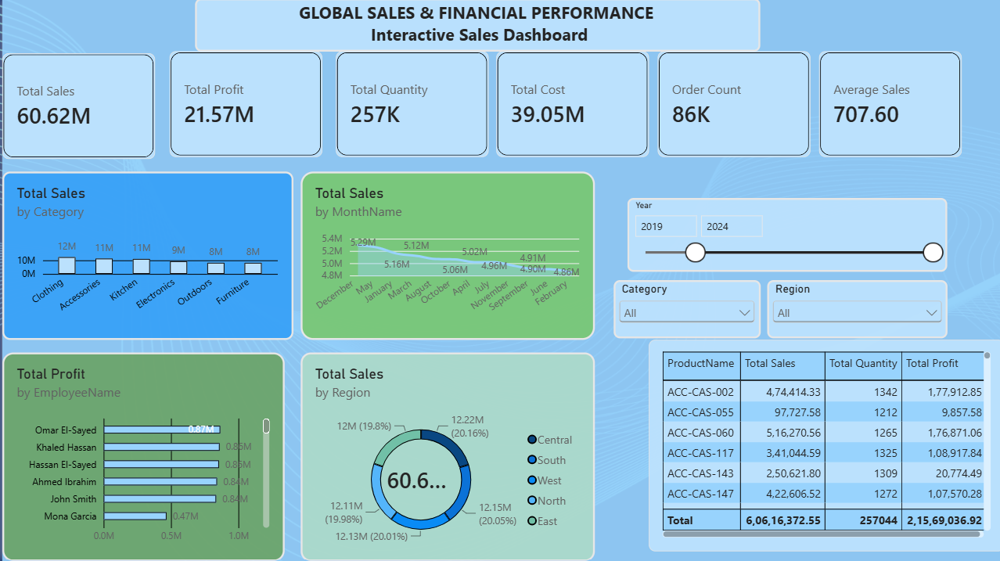 GLOBAL SALES & FINANCIAL PERFORMANCE
Interactive Sales Dashboard
Total Sales
60.62M
Total Profit
21.57M
Total Quantity
257K
Total Cost
39.05M
Order Count
86K
Average Sales
707.60
Total Sales
by Category
12M 11M 11M 9M 8M 8M
10M
0M
Clothing Accessories Kitchen Electronics Outdoors Furniture
Total Sales
by MonthName
5.4M
5.2M
5.0M
4.8M
5.29M 5.16M 5.12M 5.06M 5.02M 4.96M 4.91M 4.90M 4.86M
December May January March August October April July November September June February
Year
2019 2024
Category
All
Region
All
Total Profit
by EmployeeName
Omar El-Sayed 0.87M
Khaled Hassan 0.86M
Hassan El-Sayed
Ahmed Ibrahim 0.84M
John Smith 0.84M
Mona Garcia 0.47M
0.0M 0.5M 1.0M
Total Sales
by Region
12M (19.8%)
12.22M
(20.16%)
60.6...
12.11M
(19.98%)
12.15M
(20.05%)
12.13M (20.01%)
Central
South
West
North
East
ProductName Total Sales Total Quantity Total Profit
ACC-CAS-002 4,74,414.33 1342 1,77,912.85
ACC-CAS-055 97,727.58 1212 9,857.58
ACC-CAS-060 5,16,270.56 1265 1,76,871.06
ACC-CAS-117 3,41,044.59 1325 1,08,917.84
ACC-CAS-143 2,50,621.80 1309 20,774.49
ACC-CAS-147 4,22,606.52 1272 1,07,570.28
Total 6,06,16,372.55 257044 2,15,69,036.92